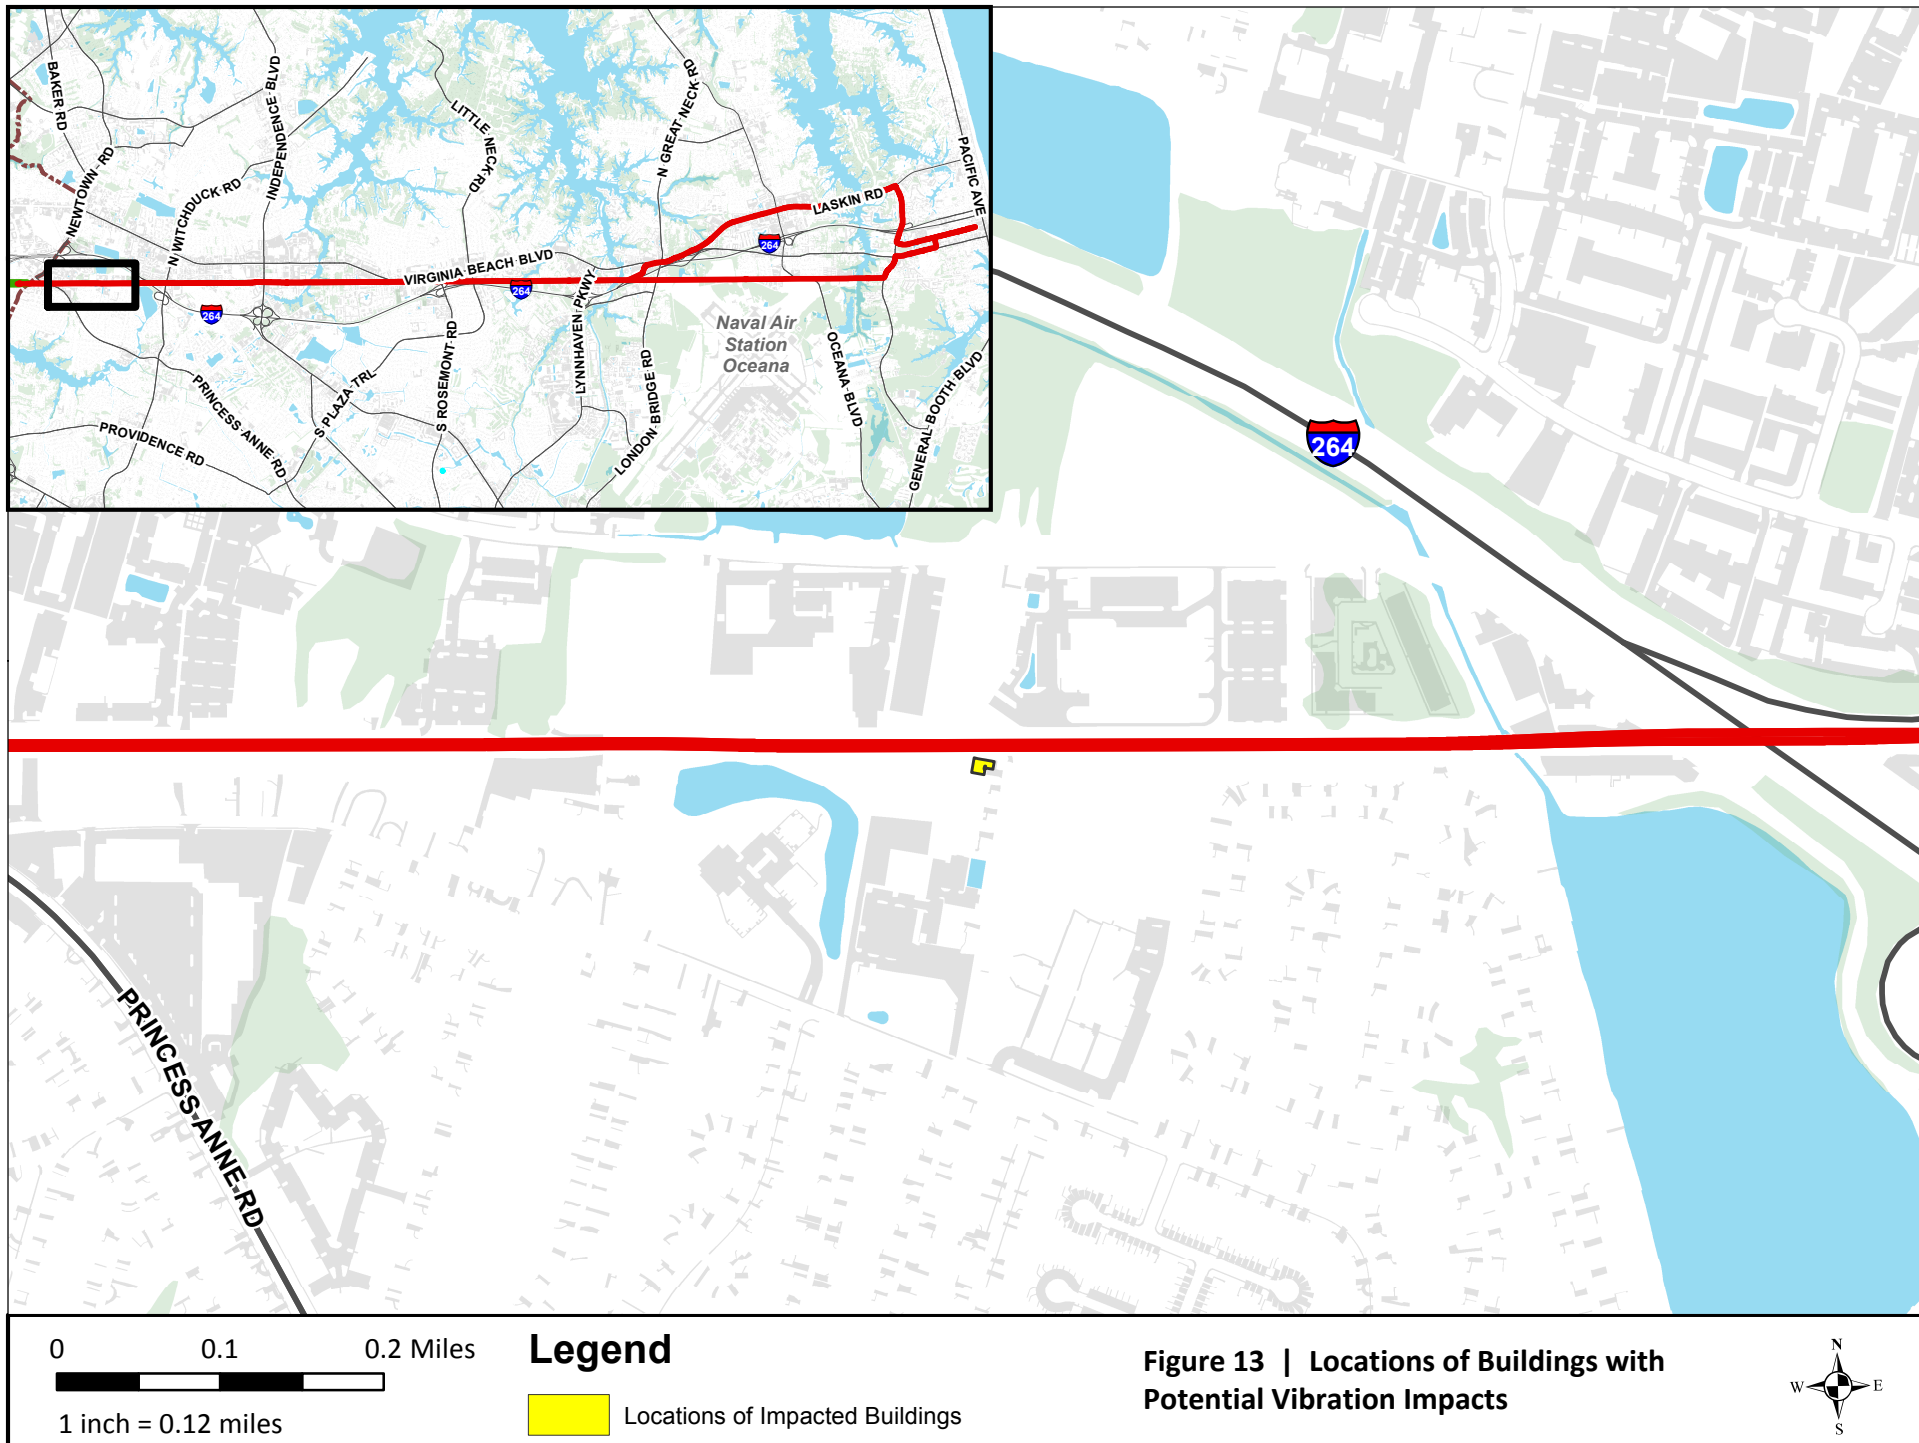 BAKER RD
NEWTOWN RD
N WITCHDUCK RD
INDEPENDENCE BLVD
LITTLE NECK RD
N GREAT NECK RD
PACIFIC AVE
LASKIN RD
264
VIRGINIA BEACH BLVD
264
264
LYNNHAVEN PKWY
Naval Air
Station
Oceana
S ROSEMONT RD
LONDON BRIDGE RD
OCEANA BLVD
GENERAL BOOTH BLVD
PRINCESS ANNE RD
S PLAZA TRL
PROVIDENCE RD
264
PRINCESS ANNE RD
0 0.1 0.2 Miles
1 inch = 0.12 miles
Legend
Locations of Impacted Buildings
Figure 13 | Locations of Buildings with
Potential Vibration Impacts
N
W E
S